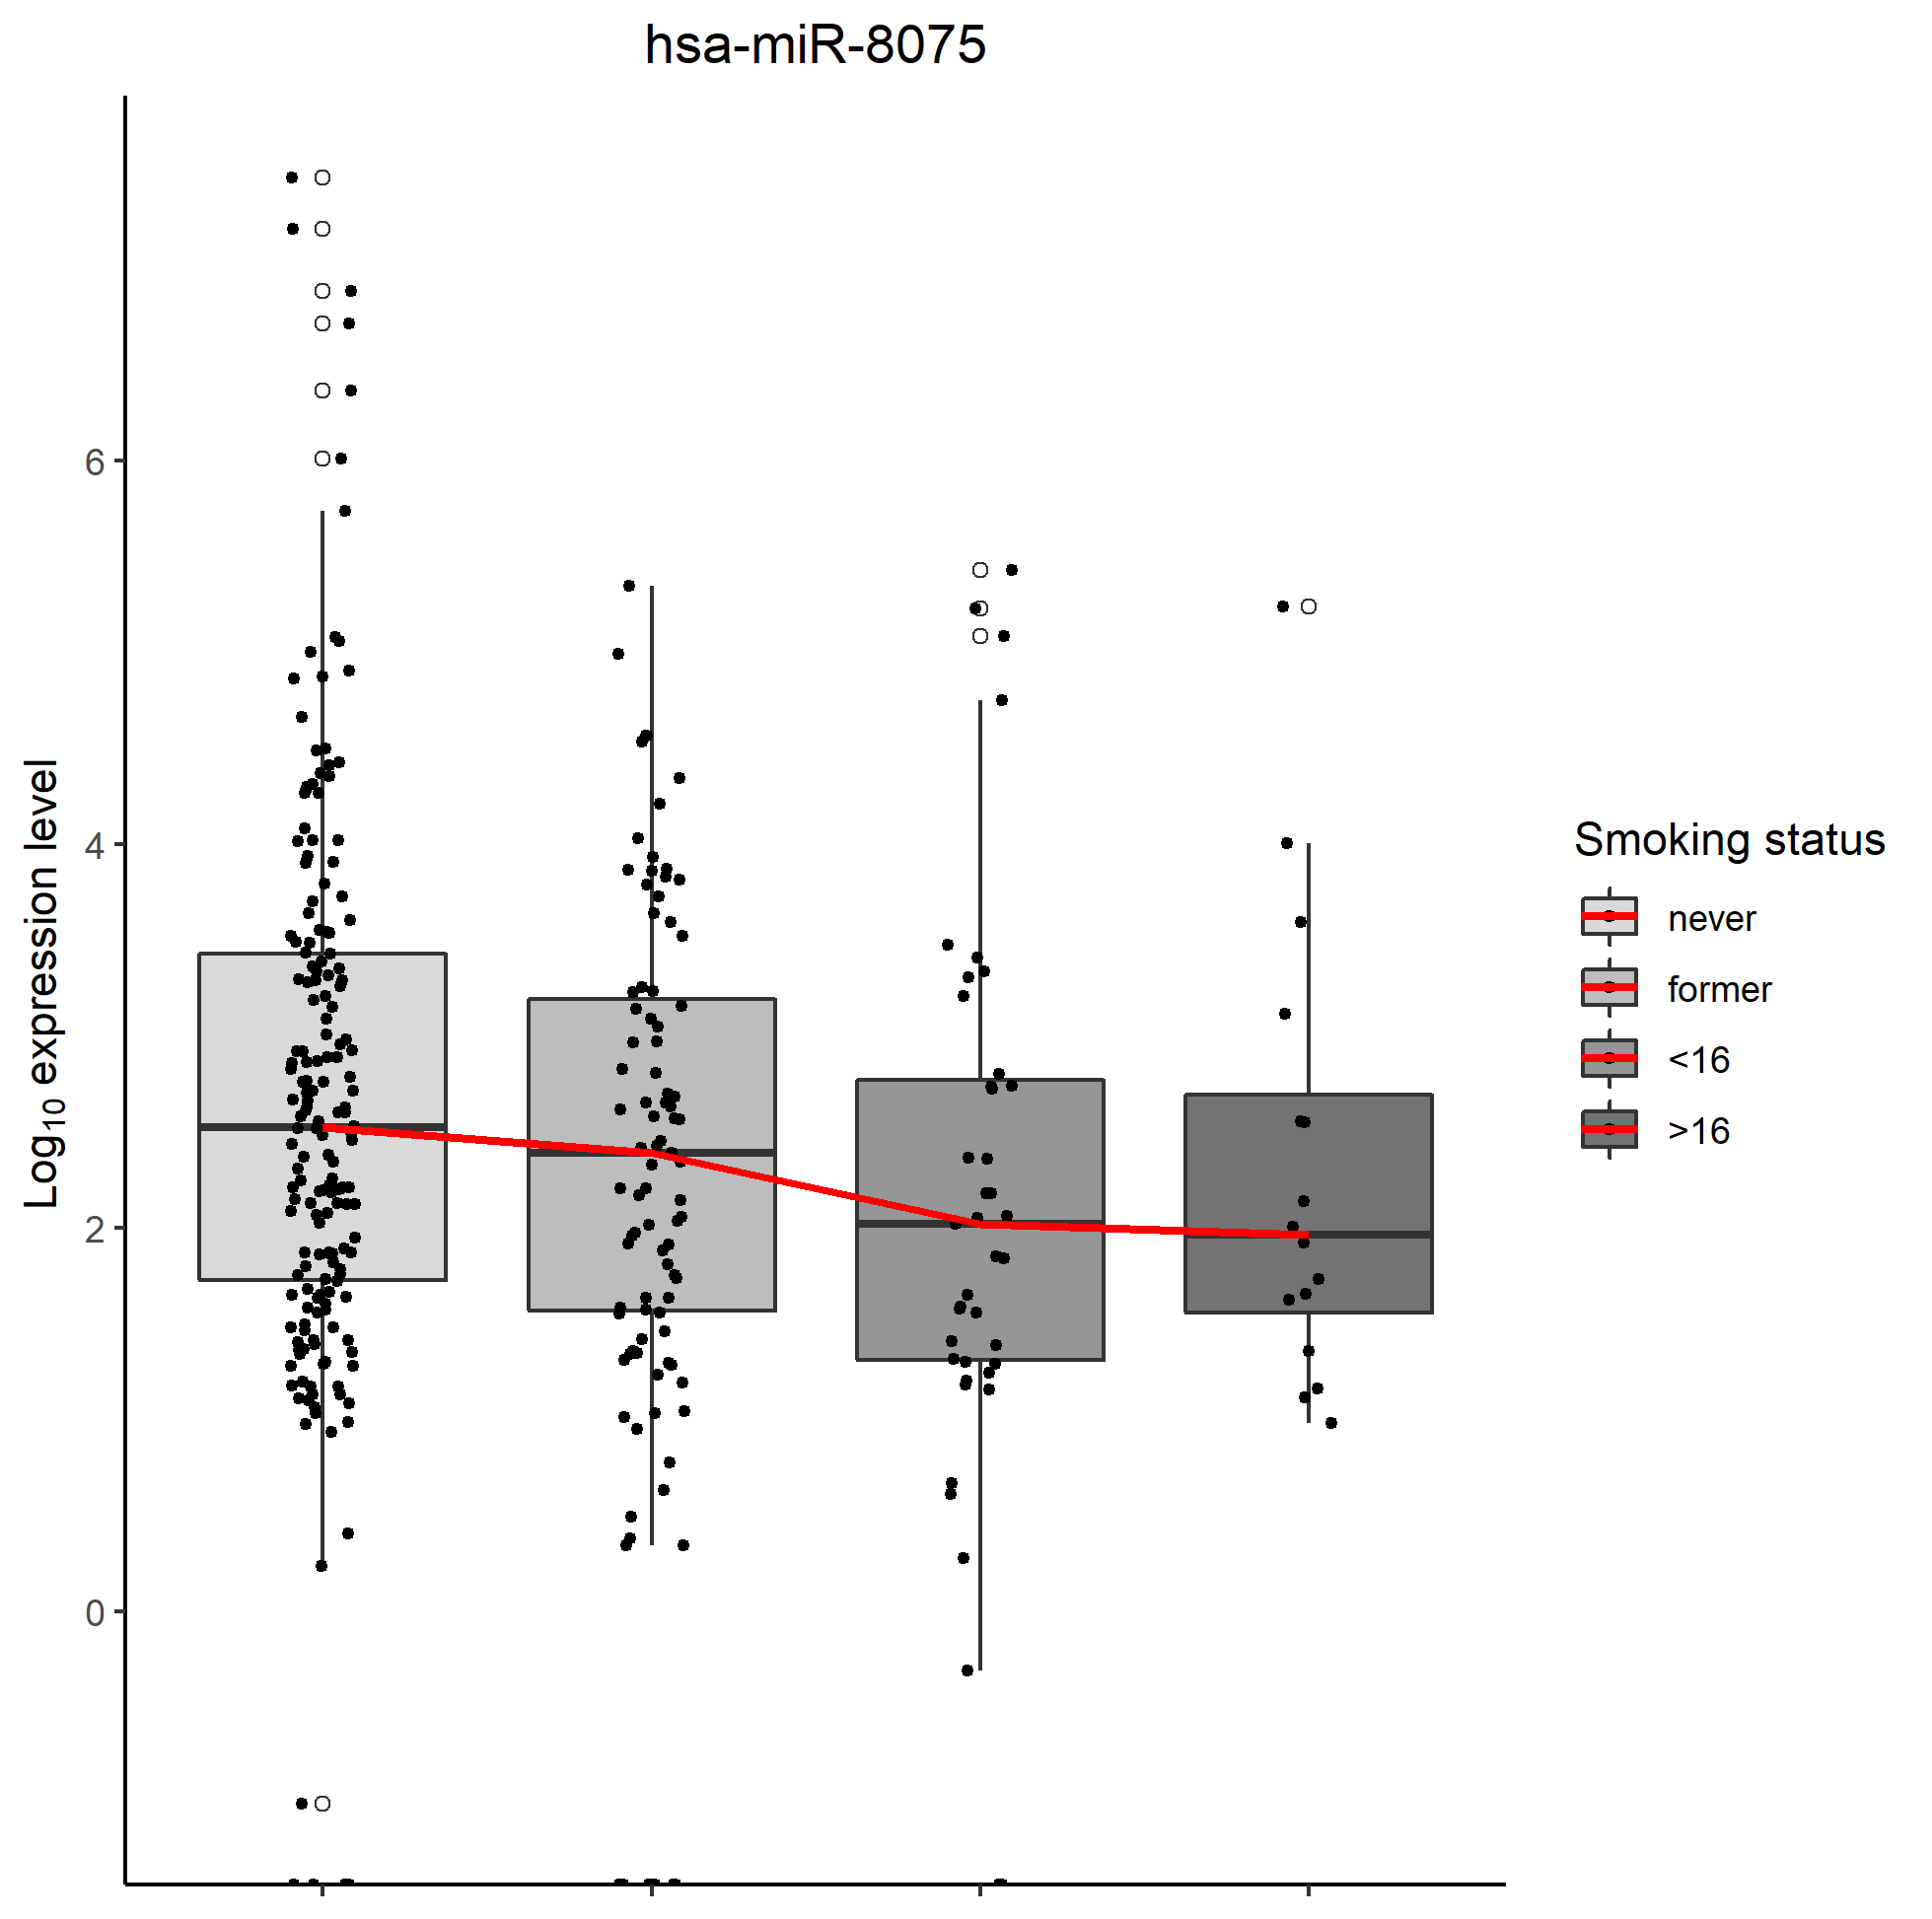 hsa-miR-8075
Log10 expression level
6
4
2
0
Smoking status
never
former
<16
>16